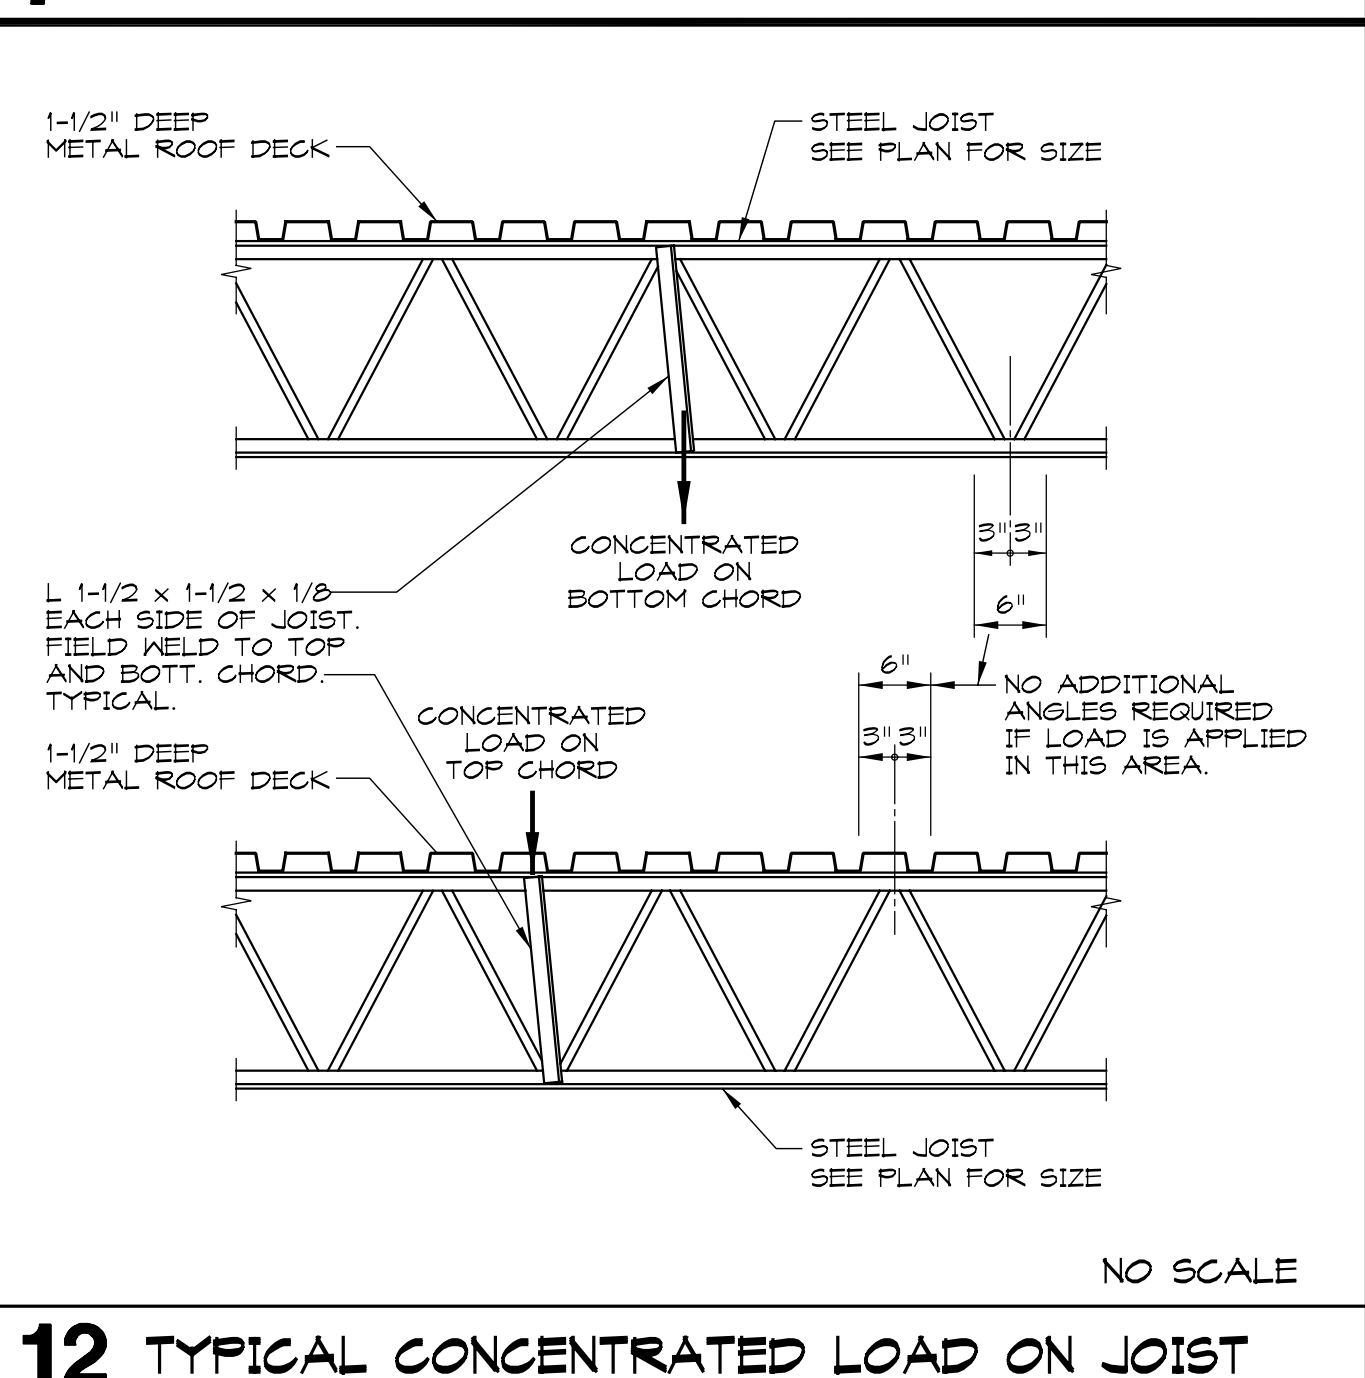 1-1/2" DEEP
METAL ROOF DECK
STEEL JOIST
SEE PLAN FOR SIZE
3" 3"
CONCENTRATED
LOAD ON
BOTTOM CHORD
6"
L 1-1/2 x 1-1/2 x 1/8
EACH SIDE OF JOIST.
FIELD WELD TO TOP
AND BOTT. CHORD.
TYPICAL.
6"
NO ADDITIONAL
ANGLES REQUIRED
IF LOAD IS APPLIED
IN THIS AREA.
CONCENTRATED
LOAD ON
TOP CHORD
3" 3"
1-1/2" DEEP
METAL ROOF DECK
STEEL JOIST
SEE PLAN FOR SIZE
NO SCALE
12 TYPICAL CONCENTRATED LOAD ON JOIST